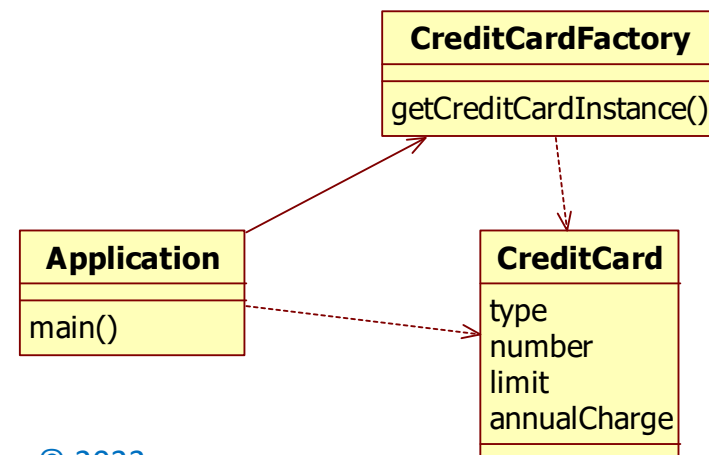 CreditCardFactory
getCreditCardInstance()
Application
main()
CreditCard
type
number
limit
annualCharge